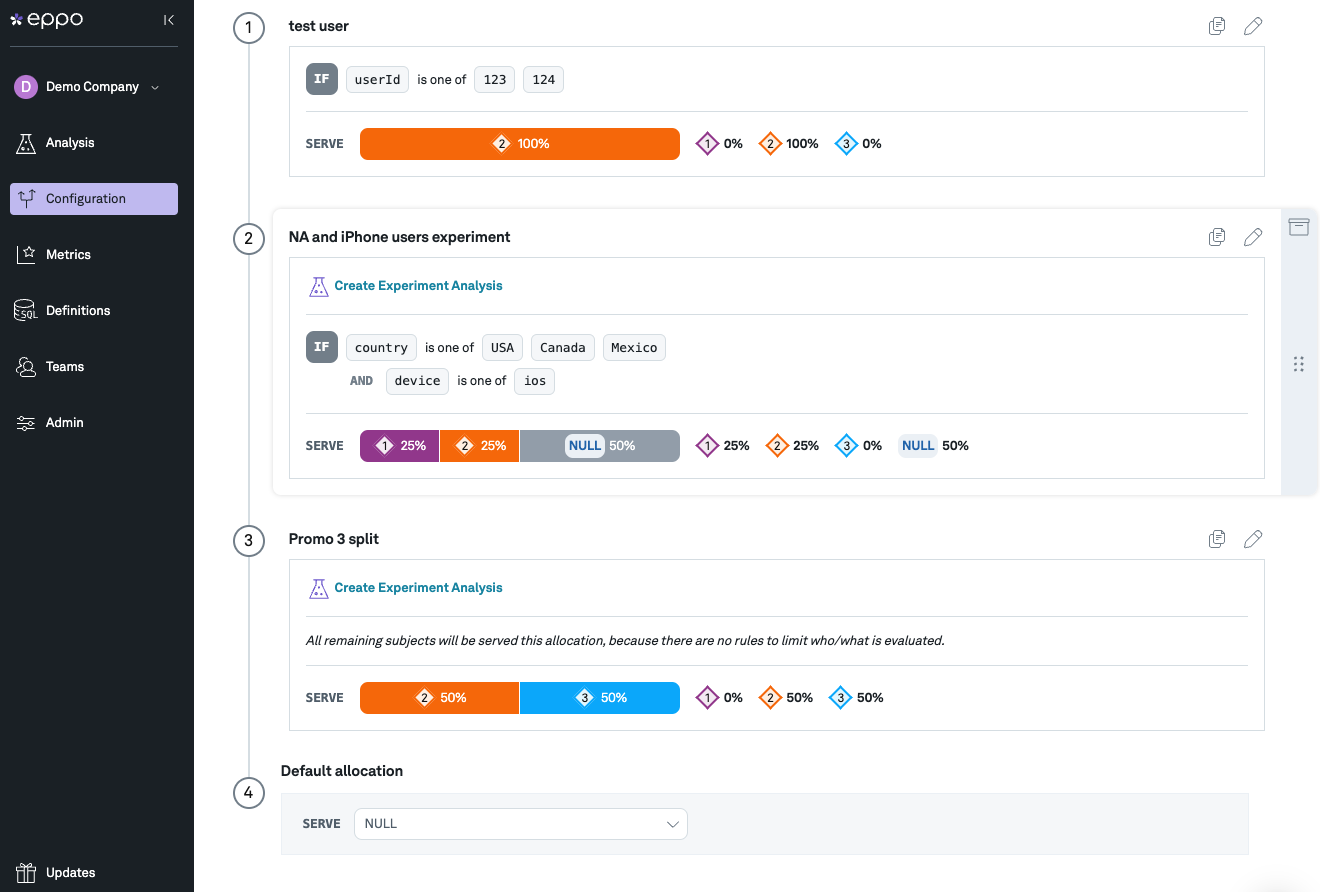 eppo
D Demo Company
Analysis
Configuration
Metrics
SQL Definitions
Teams
Admin
Updates
1 test user
IF userId is one of 123 124
SERVE 2 100% 1 0% 2 100% 3 0%
2 NA and iPhone users experiment
Create Experiment Analysis
IF country is one of USA Canada Mexico
AND device is one of ios
SERVE 1 25% 2 25% NULL 50% 1 25% 2 25% 3 0% NULL 50%
3 Promo 3 split
Create Experiment Analysis
All remaining subjects will be served this allocation, because there are no rules to limit who/what is evaluated.
SERVE 2 50% 3 50% 1 0% 2 50% 3 50%
Default allocation
4
SERVE NULL